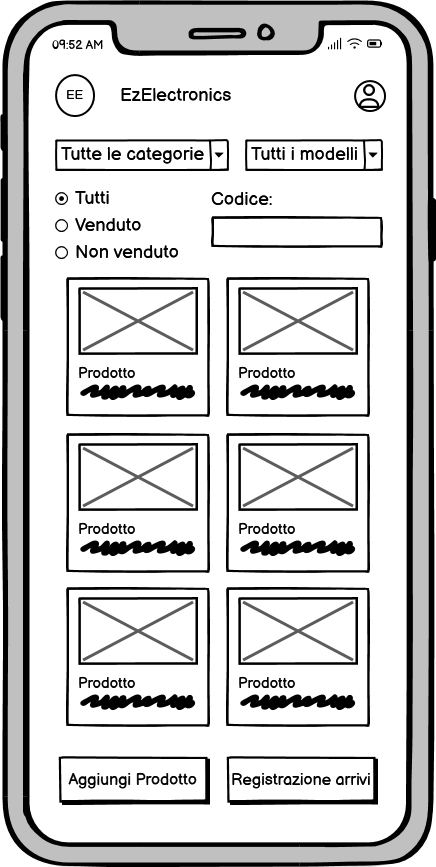 09:52 AM
EE
EzElectronics
Tutte le categorie
Tutti i modelli
Tutti
Venduto
Non venduto
Codice:
Prodotto
Prodotto
Prodotto
Prodotto
Prodotto
Prodotto
Aggiungi Prodotto
Registrazione arrivi